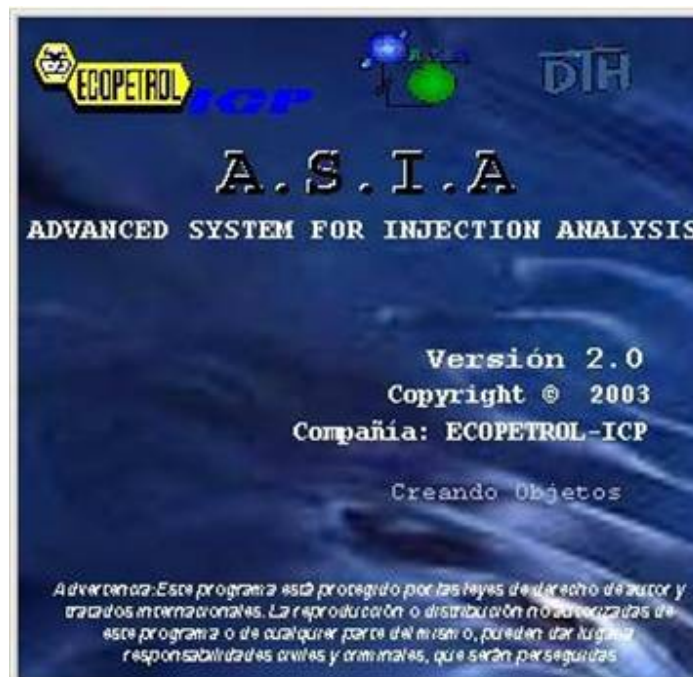 ECOPETROL ICP
DTH
A.S.I.A
ADVANCED SYSTEM FOR INJECTION ANALYSIS
Versión 2.0
Copyright © 2003
Compañía: ECOPETROL-ICP
Creando Objetos
Advertencia:Este programa está protegido por las leyes de derecho de autor y
tratados internacionales. La reproducción o distribución no autorizadas de
este programa o de cualquier parte del mismo, pueden dar lugar a
responsabilidades civiles y criminales, que serán perseguidas